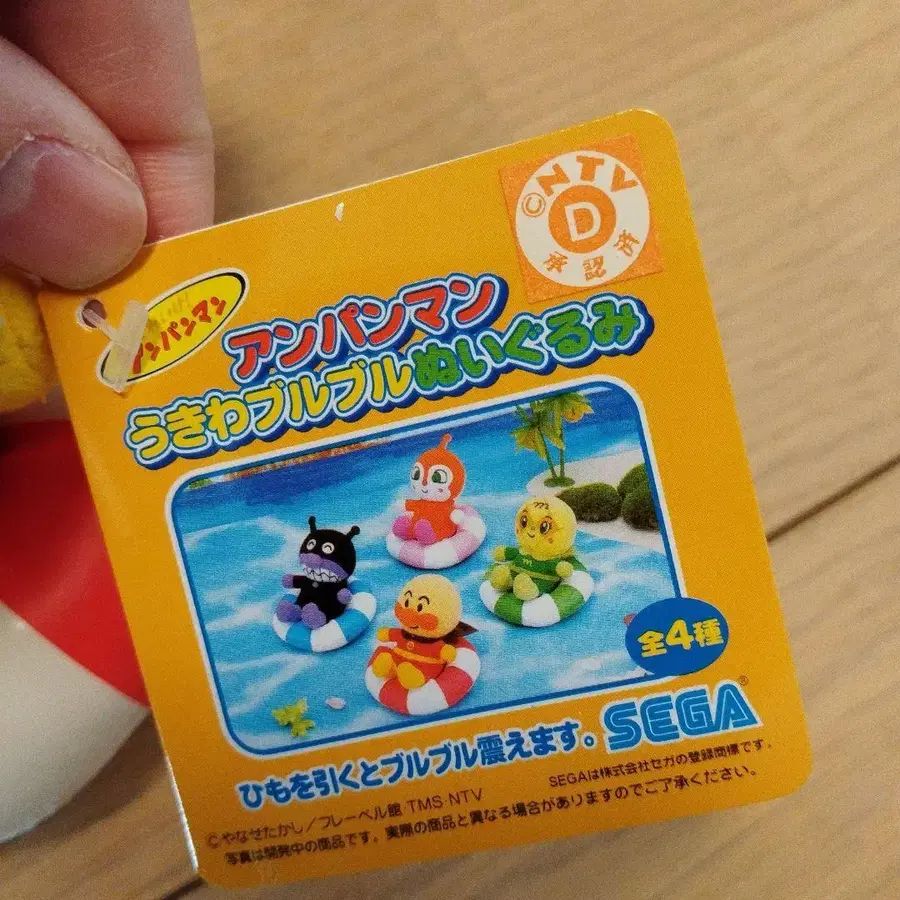 ©NTV
D
承認済
アンパンマン
アンパンマン
うきわブルブルぬいぐるみ
全4種
SEGA®
ひもを引くとブルブル震えます。
SEGAは株式会社セガの登録商標です。
©やなせたかし/フレーベル館 TMS·NTV
写真は開発中の商品です。実際の商品と異なる場合がありますのでご了承ください。